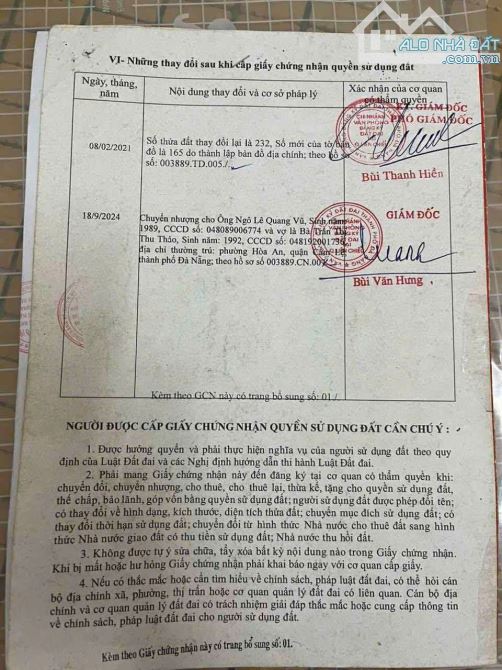 ALO NHÀ ĐẤT
VI- Những thay đổi sau khi cấp giấy chứng nhận quyền sử dụng đất
Ngày, tháng, năm
Nội dung thay đổi và cơ sở pháp lý
Xác nhận của cơ quan có thẩm quyền
08/02/2021
Số thửa đất thay đổi lại là 232, Số mới của tờ bản
đồ là 165 do thành lập bản đồ địa chính; theo hồ sơ
số: 003889.TD.005./.
KT. GIÁM ĐỐC
PHÓ GIÁM ĐỐC
CHI NHÁNH
VĂN PHÒNG
ĐĂNG KÝ
ĐẤT ĐAI
Bùi Thanh Hiền
18/9/2024
Chuyển nhượng cho Ông Ngô Lê Quang Vũ, Sinh năm:
1989, CCCD số: 048089006774 và vợ là Bà Trần Thị
Thu Thảo, Sinh năm: 1992, CCCD số: 048192001736,
địa chỉ thường trú: phường Hòa An, quận Cẩm Lệ,
thành phố Đà Nẵng; theo hồ sơ số 003889.CN.007
GIÁM ĐỐC
Bùi Văn Hưng
Kèm theo GCN này có trang bổ sung số: 01./.
NGƯỜI ĐƯỢC CẤP GIẤY CHỨNG NHẬN QUYỀN SỬ DỤNG ĐẤT CẦN CHÚ Ý :
1. Được hưởng quyền và phải thực hiện nghĩa vụ của người sử dụng đất theo quy
định của Luật Đất đai và các Nghị định hướng dẫn thi hành Luật Đất đai.
2. Phải mang Giấy chứng nhận này đến đăng ký tại cơ quan có thẩm quyền khi:
chuyển đổi, chuyển nhượng, cho thuê, cho thuê lại, thừa kế, tặng cho quyền sử dụng đất,
thế chấp, bảo lãnh, góp vốn bằng quyền sử dụng đất; người sử dụng đất được phép đổi tên;
có thay đổi về hình dạng, kích thước, diện tích thửa đất; chuyển mục đích sử dụng đất; có
thay đổi thời hạn sử dụng đất; chuyển đổi từ hình thức Nhà nước cho thuê đất sang hình
thức Nhà nước giao đất có thu tiền sử dụng đất; Nhà nước thu hồi đất.
3. Không được tự ý sửa chữa, tẩy xóa bất kỳ nội dung nào trong Giấy chứng nhận.
Khi bị mất hoặc hư hỏng Giấy chứng nhận phải khai báo ngay với cơ quan cấp giấy.
4. Nếu có thắc mắc hoặc cần tìm hiểu về chính sách, pháp luật đất đai, có thể hỏi cán
bộ địa chính xã, phường, thị trấn hoặc cơ quan quản lý đất đai có liên quan. Cán bộ địa
chính và cơ quan quản lý đất đai có trách nhiệm giải đáp thắc mắc hoặc cung cấp thông tin
về chính sách, pháp luật đất đai cho người sử dụng đất.
Kèm theo Giấy chứng nhận này có trang bổ sung số: 01.